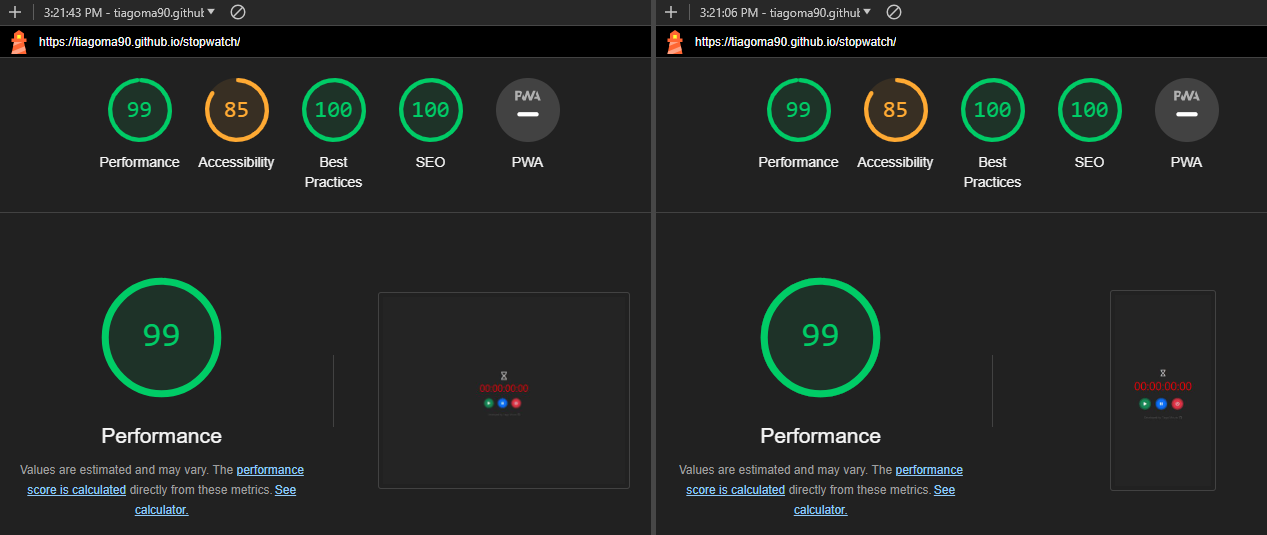 3:21:43 PM - tiagoma90.github
https://tiagoma90.github.io/stopwatch/
99
85
100
100
PWA
Performance
Accessibility
Best
Practices
SEO
PWA
99
Performance
Values are estimated and may vary. The performance
score is calculated directly from these metrics. See
calculator.
00:00:00:00
3:21:06 PM - tiagoma90.github
https://tiagoma90.github.io/stopwatch/
99
85
100
100
PWA
Performance
Accessibility
Best
Practices
SEO
PWA
99
Performance
Values are estimated and may vary. The performance
score is calculated directly from these metrics. See
calculator.
00:00:00:00